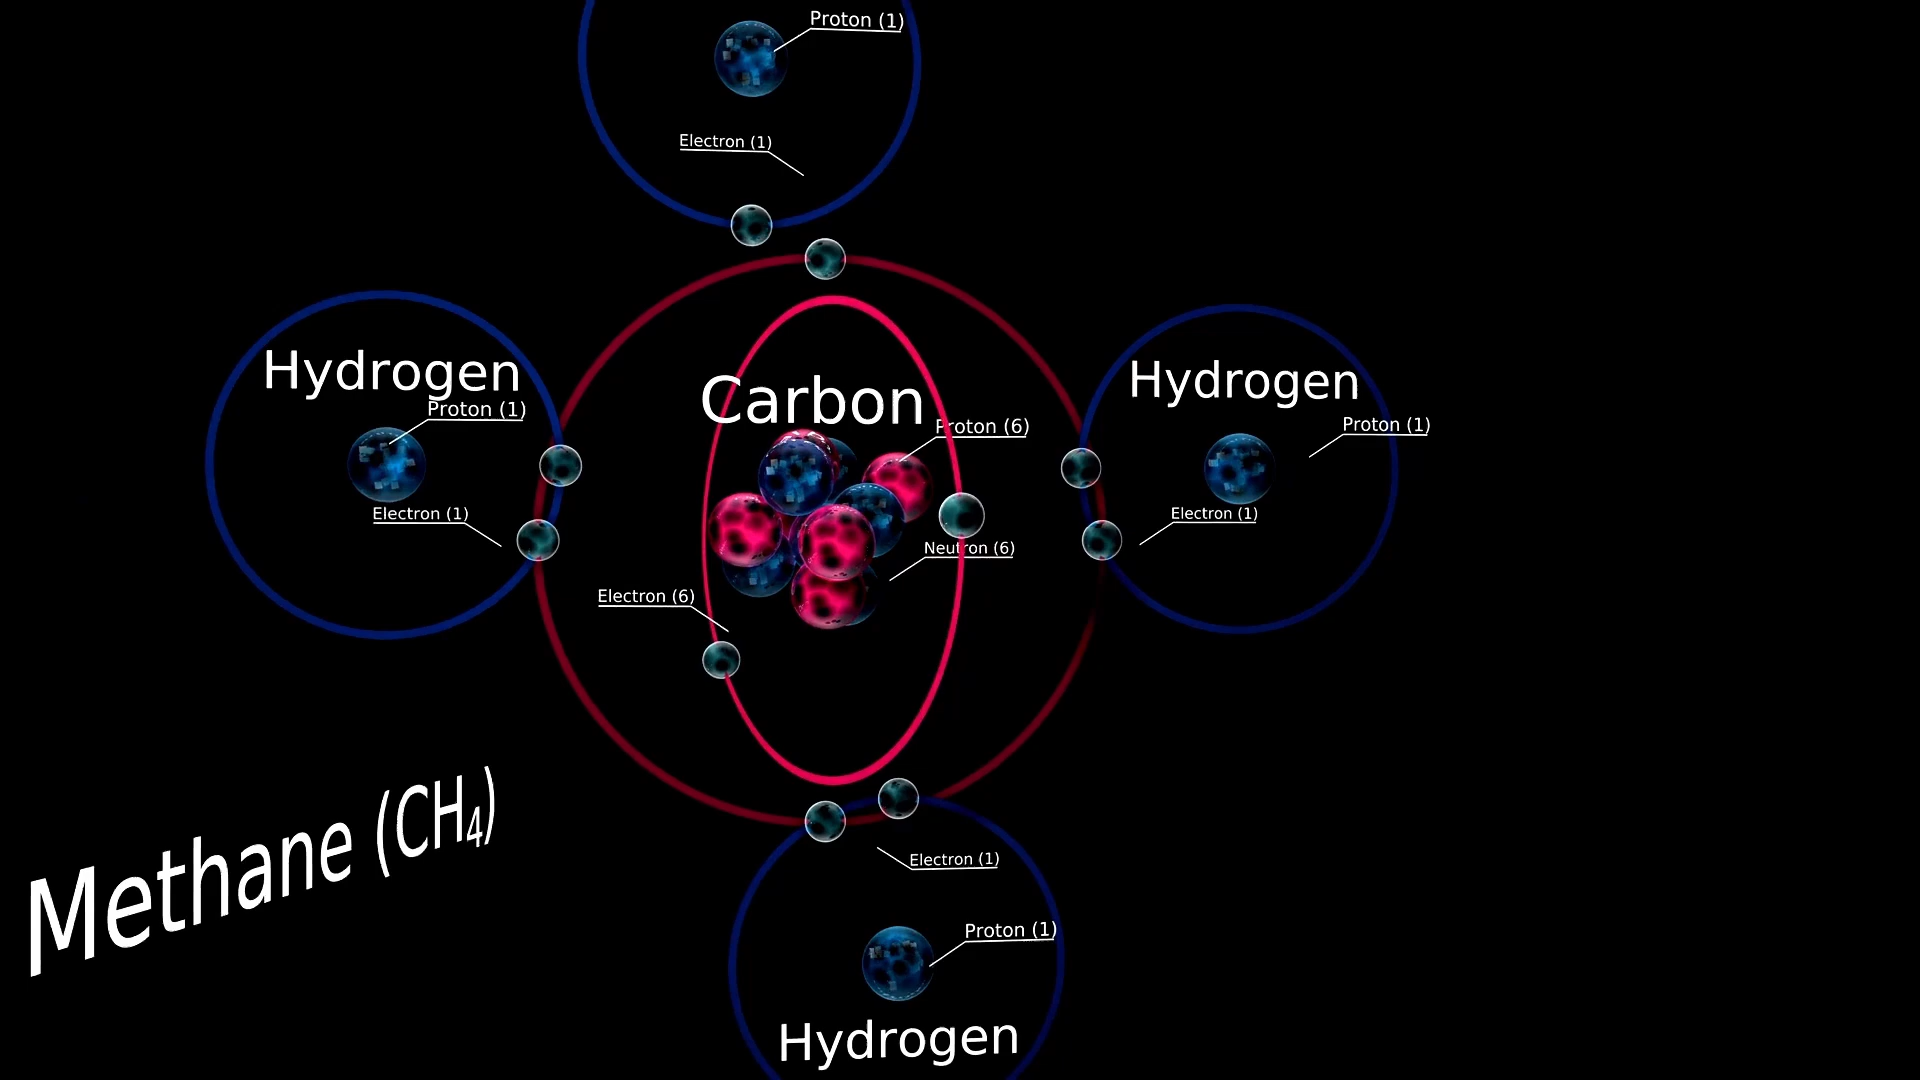 Proton (1)
Electron (1)
Hydrogen
Proton (1)
Electron (1)
Carbon
Proton (6)
Neutron (6)
Electron (6)
Hydrogen
Proton (1)
Electron (1)
Methane (CH₄)
Electron (1)
Proton (1)
Hydrogen